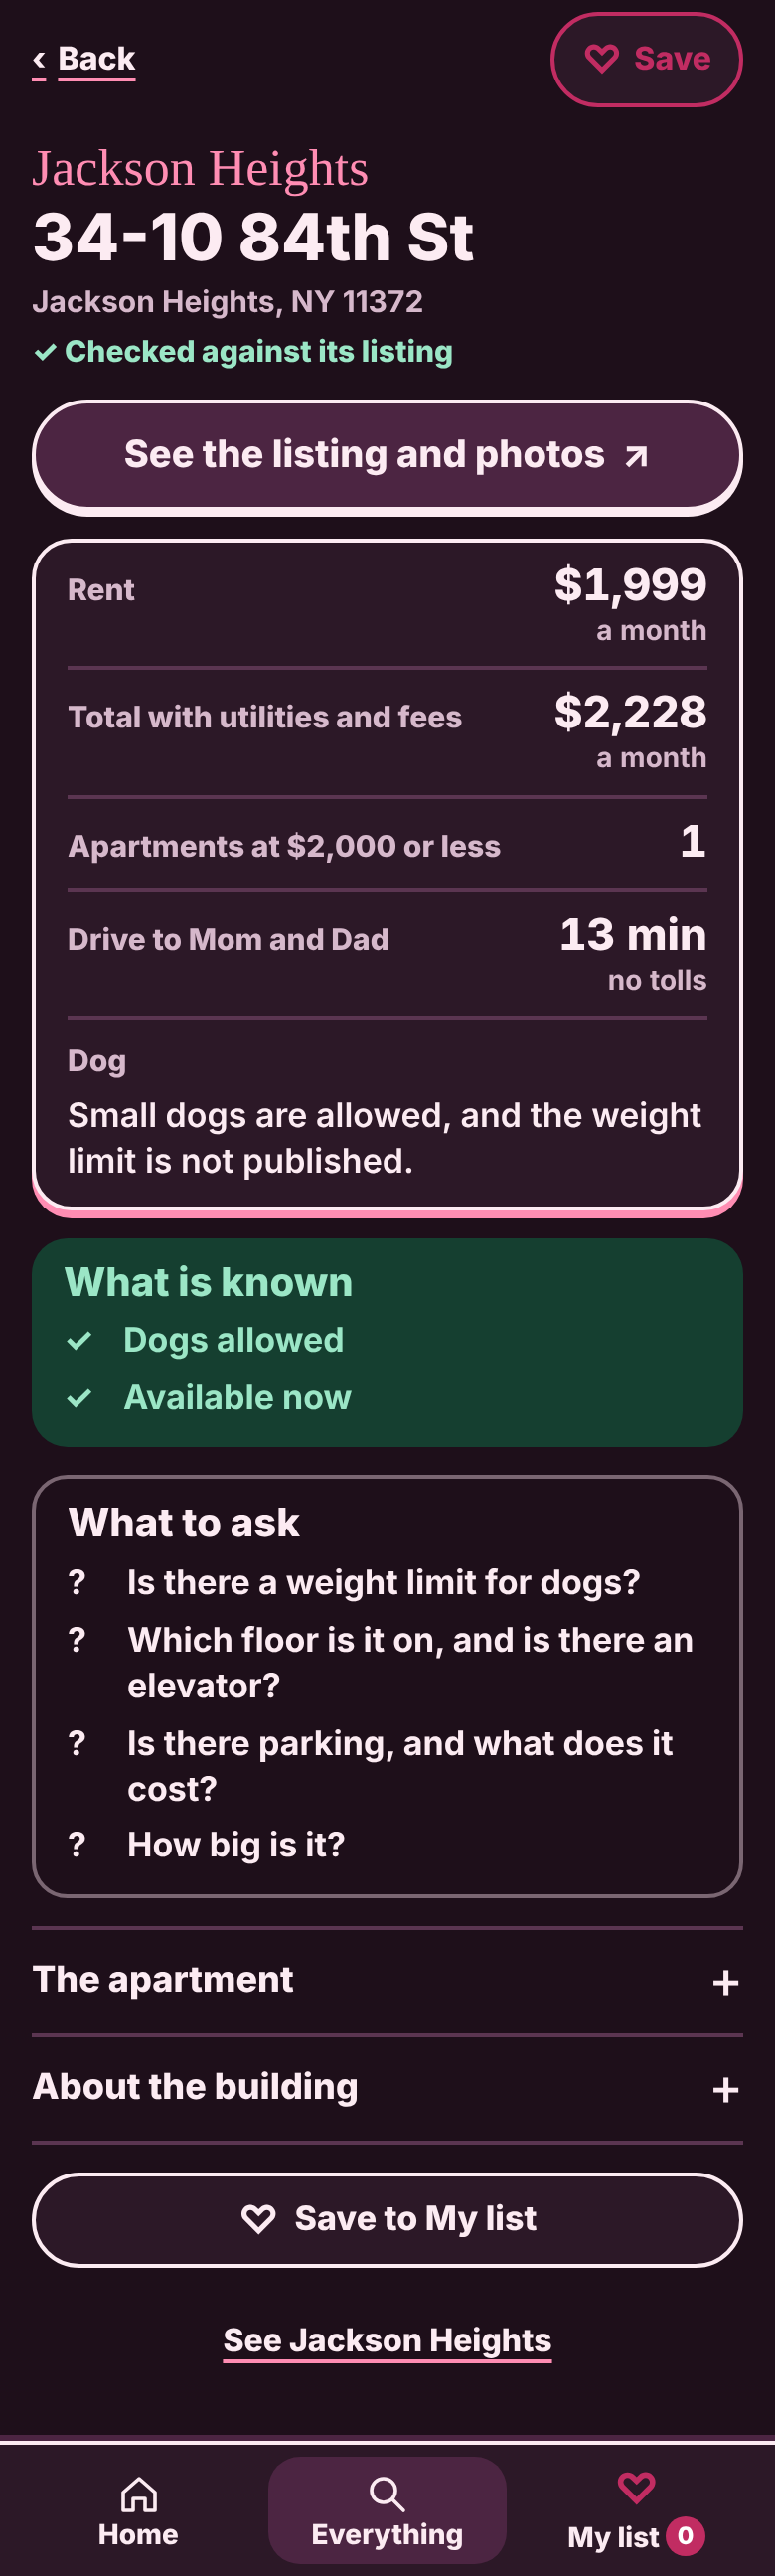 ‹ Back
Save
Jackson Heights
34-10 84th St
Jackson Heights, NY 11372
✓ Checked against its listing
See the listing and photos ↗
Rent $1,999
a month
Total with utilities and fees $2,228
a month
Apartments at $2,000 or less 1
Drive to Mom and Dad 13 min
no tolls
Dog
Small dogs are allowed, and the weight
limit is not published.
What is known
✓ Dogs allowed
✓ Available now
What to ask
? Is there a weight limit for dogs?
? Which floor is it on, and is there an
elevator?
? Is there parking, and what does it
cost?
? How big is it?
The apartment +
About the building +
Save to My list
See Jackson Heights
Home
Everything
My list 0